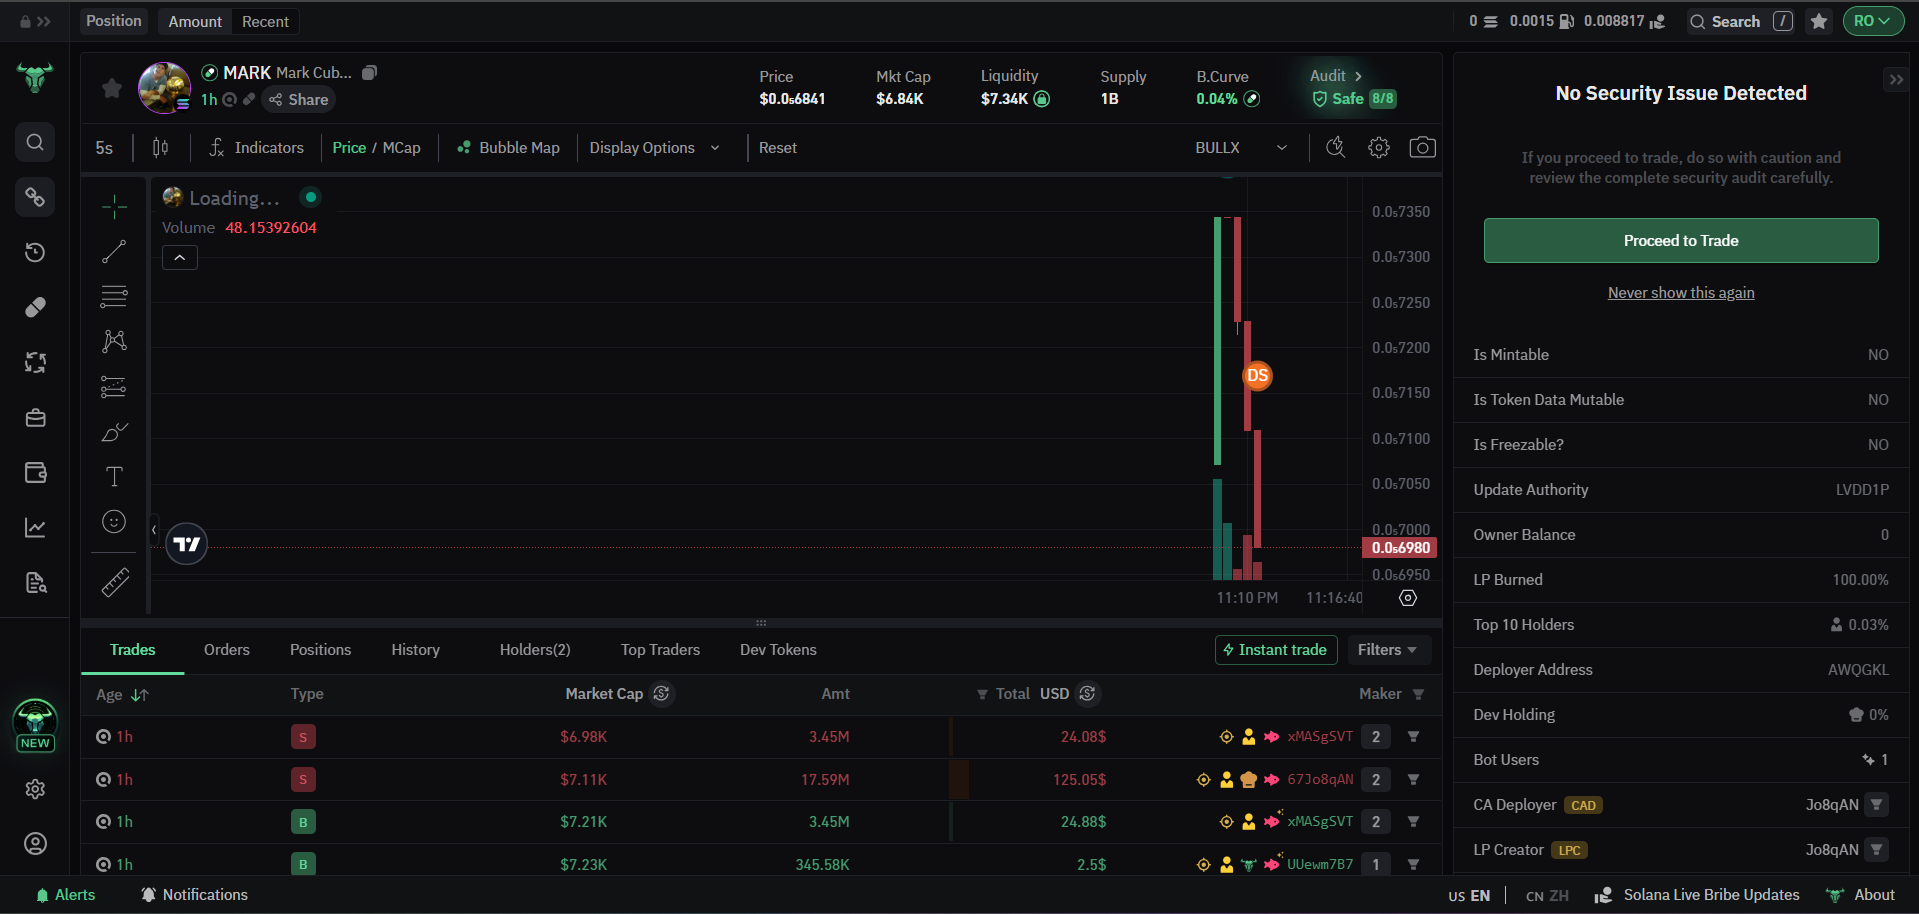 Position
Amount Recent
0 0.0015 0.008817
Search /
RO
MARK Mark Cub...
1h Share
Price
$0.0₅6841
Mkt Cap
$6.84K
Liquidity
$7.34K
Supply
1B
B.Curve
0.04%
Audit
Safe 8/8
5s
Indicators
Price / MCap
Bubble Map
Display Options
Reset
BULLX
Loading...
Volume 48.15392604
DS
0.0₅7350
0.0₅7300
0.0₅7250
0.0₅7200
0.0₅7150
0.0₅7100
0.0₅7050
0.0₅7000
0.0₅6980
0.0₅6950
11:10 PM 11:16:40
Trades Orders Positions History Holders(2) Top Traders Dev Tokens
Instant trade Filters
Age Type Market Cap Amt Total USD Maker
1h S $6.98K 3.45M 24.08$ xMASgSVT 2
1h S $7.11K 17.59M 125.05$ 67Jo8qAN 2
1h B $7.21K 3.45M 24.88$ xMASgSVT 2
1h B $7.23K 345.58K 2.5$ UUewm7B7 1
NEW
No Security Issue Detected
If you proceed to trade, do so with caution and
review the complete security audit carefully.
Proceed to Trade
Never show this again
Is Mintable NO
Is Token Data Mutable NO
Is Freezable? NO
Update Authority LVDD1P
Owner Balance 0
LP Burned 100.00%
Top 10 Holders 0.03%
Deployer Address AWQGKL
Dev Holding 0%
Bot Users 1
CA Deployer CAD Jo8qAN
LP Creator LPC Jo8qAN
Alerts Notifications
US EN CN ZH Solana Live Bribe Updates About